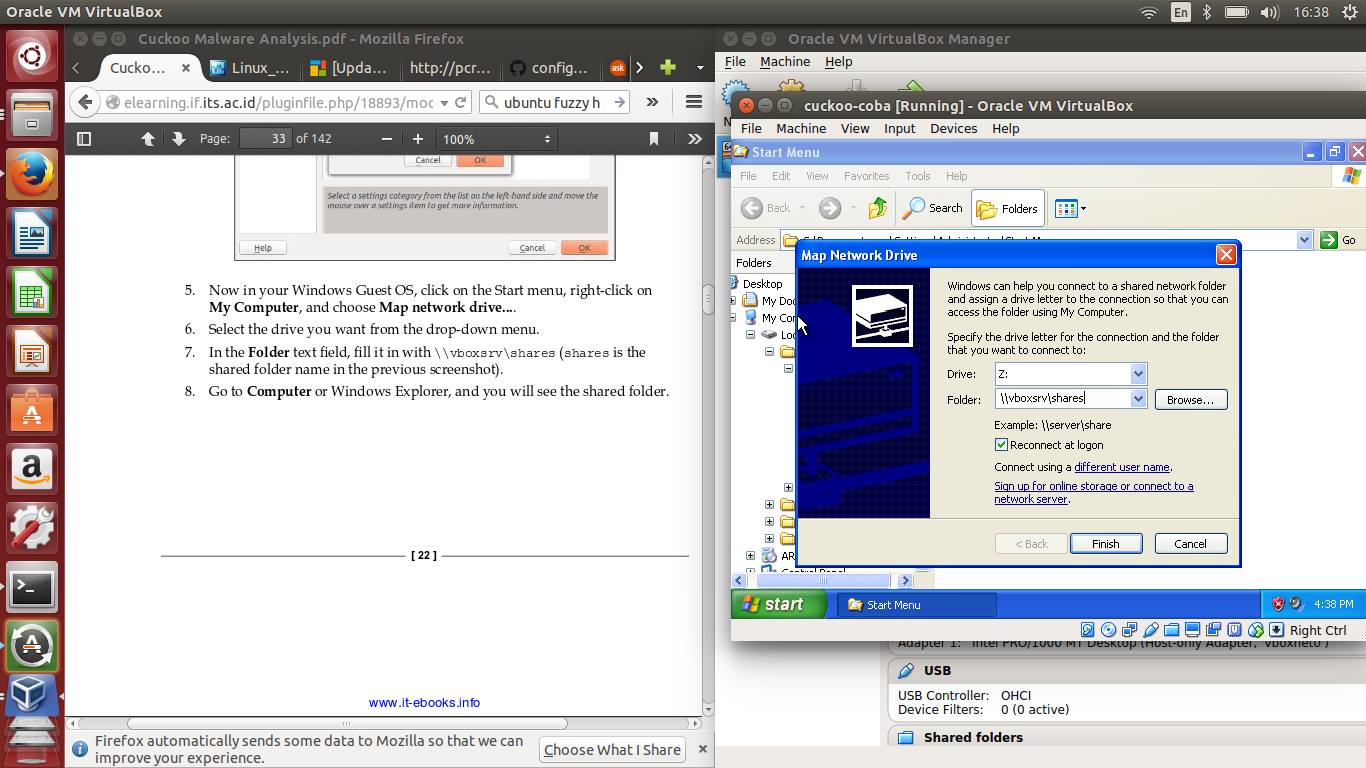 Oracle VM VirtualBox
En
16:38
Cuckoo Malware Analysis.pdf - Mozilla Firefox
Cucko...
Linux_...
[Upda...
http://pcr...
config...
ask
elearning.if.its.ac.id/pluginfile.php/18893/moc
ubuntu fuzzy h
Page:
33
of 142
100%
Cancel
OK
Select a settings category from the list on the left-hand side and move the
mouse over a settings item to get more information.
Help
Cancel
OK
5. Now in your Windows Guest OS, click on the Start menu, right-click on
My Computer, and choose Map network drive....
6. Select the drive you want from the drop-down menu.
7. In the Folder text field, fill it in with \\vboxsrv\shares (shares is the
shared folder name in the previous screenshot).
8. Go to Computer or Windows Explorer, and you will see the shared folder.
[ 22 ]
www.it-ebooks.info
Firefox automatically sends some data to Mozilla so that we can
improve your experience.
Choose What I Share
Oracle VM VirtualBox Manager
File Machine Help
cuckoo-coba [Running] - Oracle VM VirtualBox
File Machine View Input Devices Help
Start Menu
File Edit View Favorites Tools Help
Back
Search
Folders
Address
Go
Folders
Desktop
My Doc
My Com
Loc
AR
Control Panel
Map Network Drive
Windows can help you connect to a shared network folder
and assign a drive letter to the connection so that you can
access the folder using My Computer.
Specify the drive letter for the connection and the folder
that you want to connect to:
Drive:
Z:
Folder:
\\vboxsrv\shares
Browse...
Example: \\server\share
Reconnect at logon
Connect using a different user name.
Sign up for online storage or connect to a
network server.
< Back
Finish
Cancel
start
Start Menu
4:38 PM
Right Ctrl
Adapter 1: Intel PRO/1000 MT Desktop (Host-only Adapter, 'vboxnet0')
USB
USB Controller: OHCI
Device Filters: 0 (0 active)
Shared folders